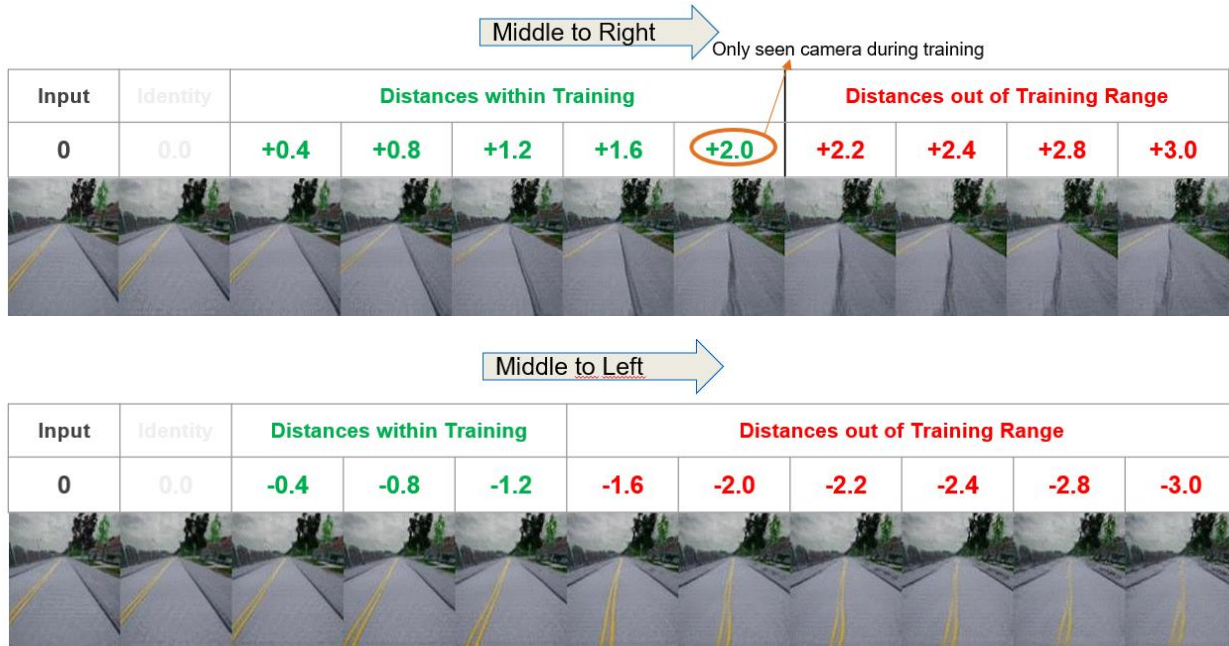 Middle to Right
Only seen camera during training
Input Identity Distances within Training Distances out of Training Range
0 0.0 +0.4 +0.8 +1.2 +1.6 +2.0 +2.2 +2.4 +2.8 +3.0
Middle to Left
Input Identity Distances within Training Distances out of Training Range
0 0.0 -0.4 -0.8 -1.2 -1.6 -2.0 -2.2 -2.4 -2.8 -3.0